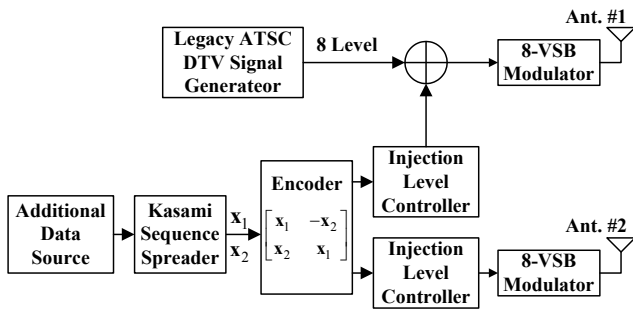 Ant. #1
Legacy ATSC
DTV Signal
Generateor
8 Level
8-VSB
Modulator
Injection
Level
Controller
Encoder
x₁ −x₂
x₂ x₁
Additional
Data
Source
Kasami
Sequence
Spreader
x₁
x₂
Injection
Level
Controller
Ant. #2
8-VSB
Modulator